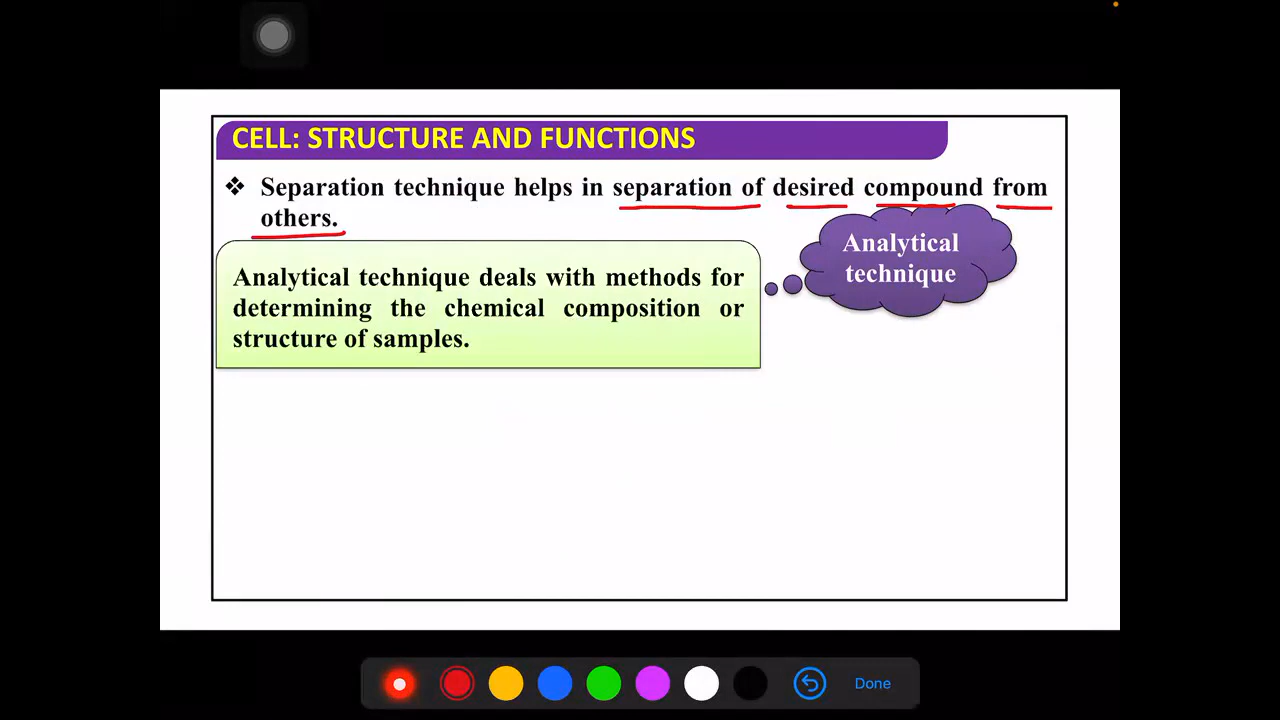 CELL: STRUCTURE AND FUNCTIONS
❖ Separation technique helps in separation of desired compound from
others.
Analytical
technique
Analytical technique deals with methods for
determining the chemical composition or
structure of samples.
Done